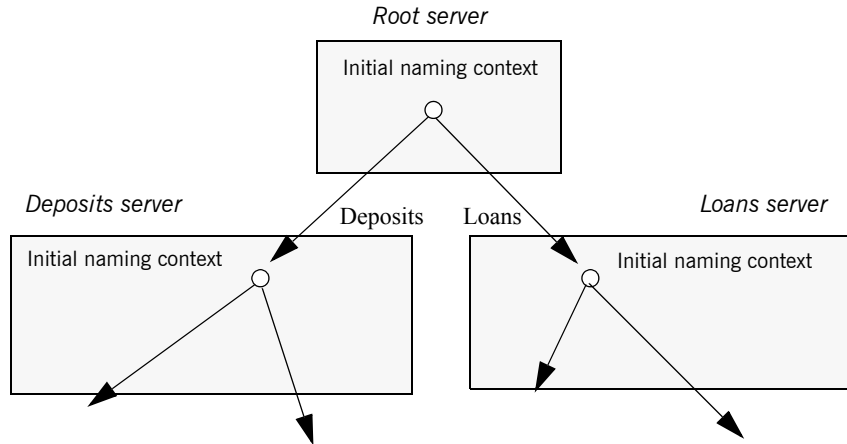 Root server
Initial naming context
Deposits server
Deposits
Loans
Loans server
Initial naming context
Initial naming context